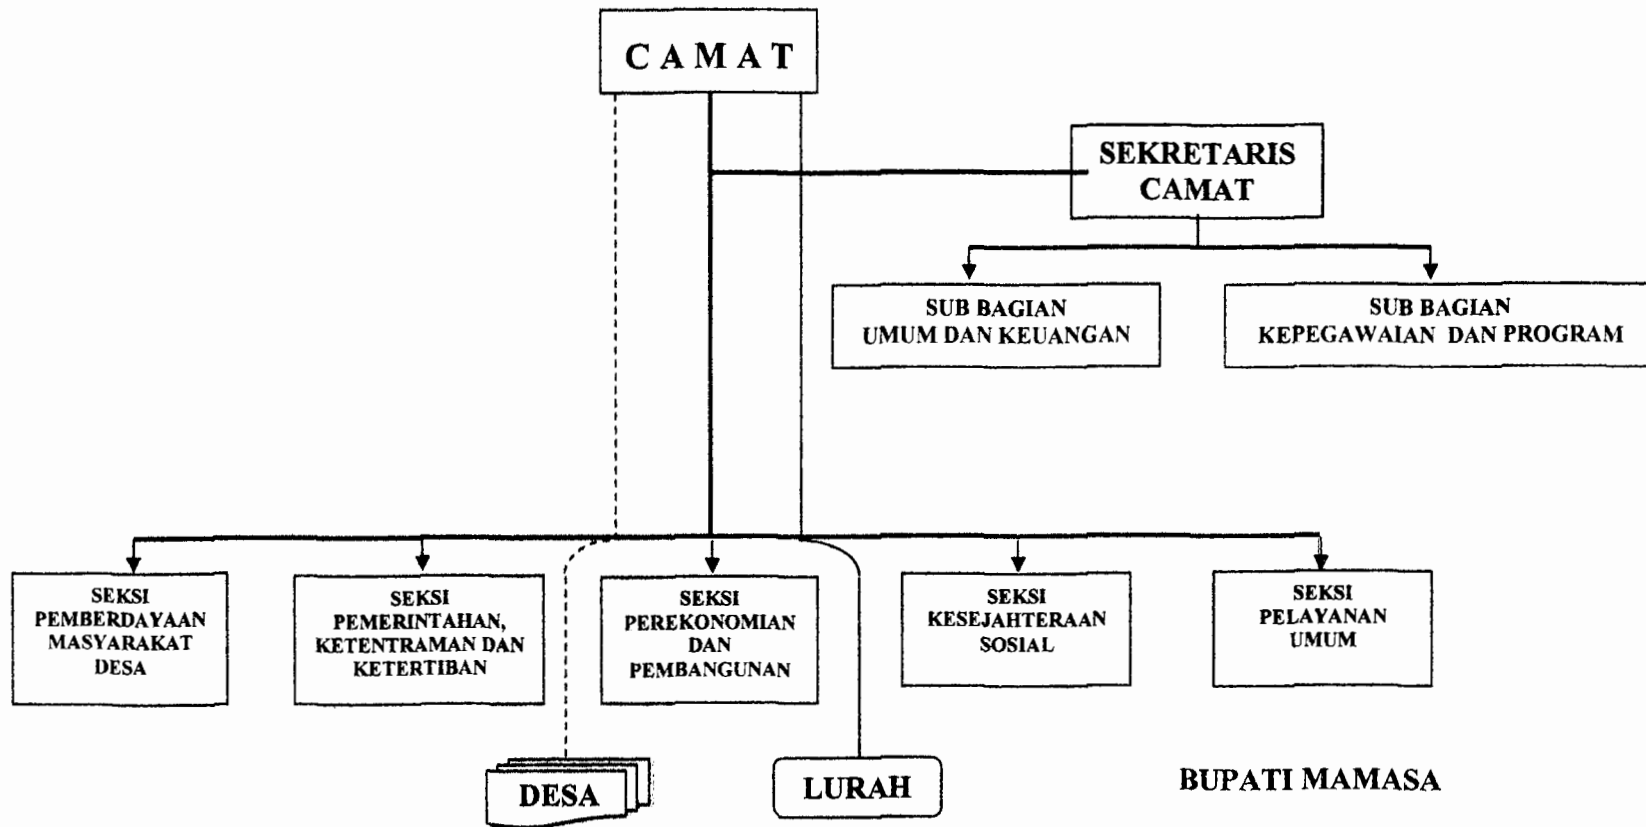 C A M A T
SEKRETARIS
CAMAT
SUB BAGIAN
UMUM DAN KEUANGAN
SUB BAGIAN
KEPEGAWAIAN DAN PROGRAM
SEKSI
PEMBERDAYAAN
MASYARAKAT
DESA
SEKSI
PEMERINTAHAN,
KETENTRAMAN DAN
KETERTIBAN
SEKSI
PEREKONOMIAN
DAN
PEMBANGUNAN
SEKSI
KESEJAHTERAAN
SOSIAL
SEKSI
PELAYANAN
UMUM
DESA
LURAH
BUPATI MAMASA